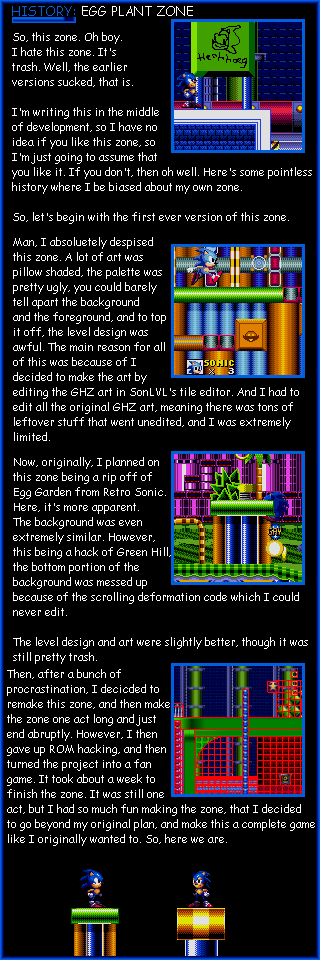 HISTORY: EGG PLANT ZONE
So, this zone. Oh boy.
I hate this zone. It's
trash. Well, the earlier
versions sucked, that is.
I'm writing this in the middle
of development, so I have no
idea if you like this zone, so
I'm just going to assume that
you like it. If you don't, then oh well. Here's some pointless
history where I be biased about my own zone.
So, let's begin with the first ever version of this zone.
Man, I absoluetely despised
this zone. A lot of art was
pillow shaded, the palette was
pretty ugly, you could barely
tell apart the background
and the foreground, and to top
it off, the level design was
awful. The main reason for all
of this was because of I
decided to make the art by
editing the GHZ art in SonLVL's tile editor. And I had to
edit all the original GHZ art, meaning there was tons of
leftover stuff that went unedited, and I was extremely
limited.
SONIC
× 3
Now, originally, I planned on
this zone being a rip off of
Egg Garden from Retro Sonic.
Here, it's more apparent.
The background was even
extremely similar. However,
this being a hack of Green Hill,
the bottom portion of the
background was messed up
because of the scrolling deformation code which I could
never edit.
The level design and art were slightly better, though it was
still pretty trash.
Then, after a bunch of
procrastination, I decicded to
remake this zone, and then make
the zone one act long and just
end abruptly. However, I then
gave up ROM hacking, and then
turned the project into a fan
game. It took about a week to
finish the zone. It was still one
act, but I had so much fun making the zone, that I decided
to go beyond my original plan, and make this a complete game
like I originally wanted to. So, here we are.